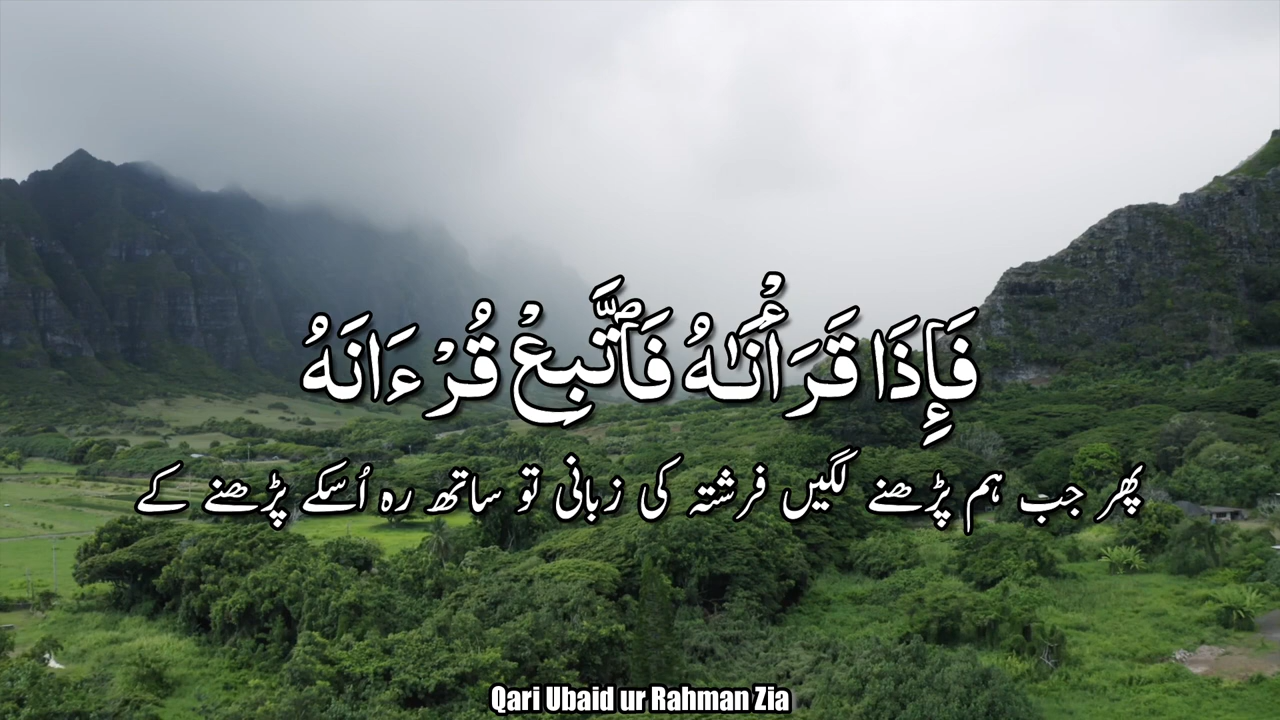 فَإِذَا قَرَأْنَٰهُ فَٱتَّبِعْ قُرْءَانَهُ
پھر جب ہم پڑھنے لگیں فرشتہ کی زبانی تو ساتھ رہ اُسکے پڑھنے کے
Qari Ubaid ur Rahman Zia